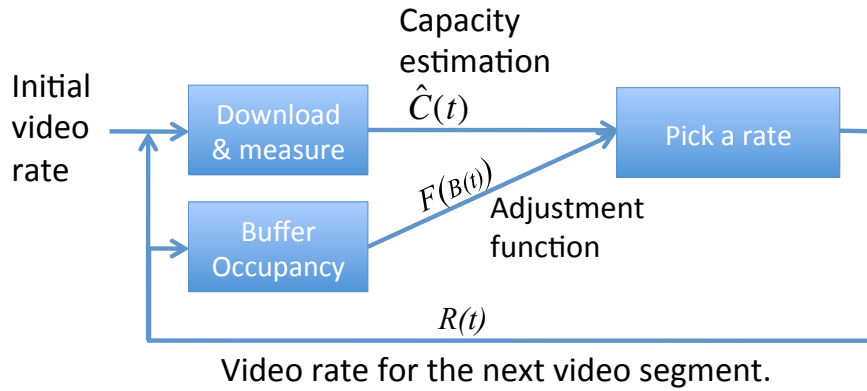 Initial
video
rate
Download
& measure
Capacity
estimation
Ĉ(t)
Pick a rate
F(B(t))
Adjustment
function
Buffer
Occupancy
R(t)
Video rate for the next video segment.